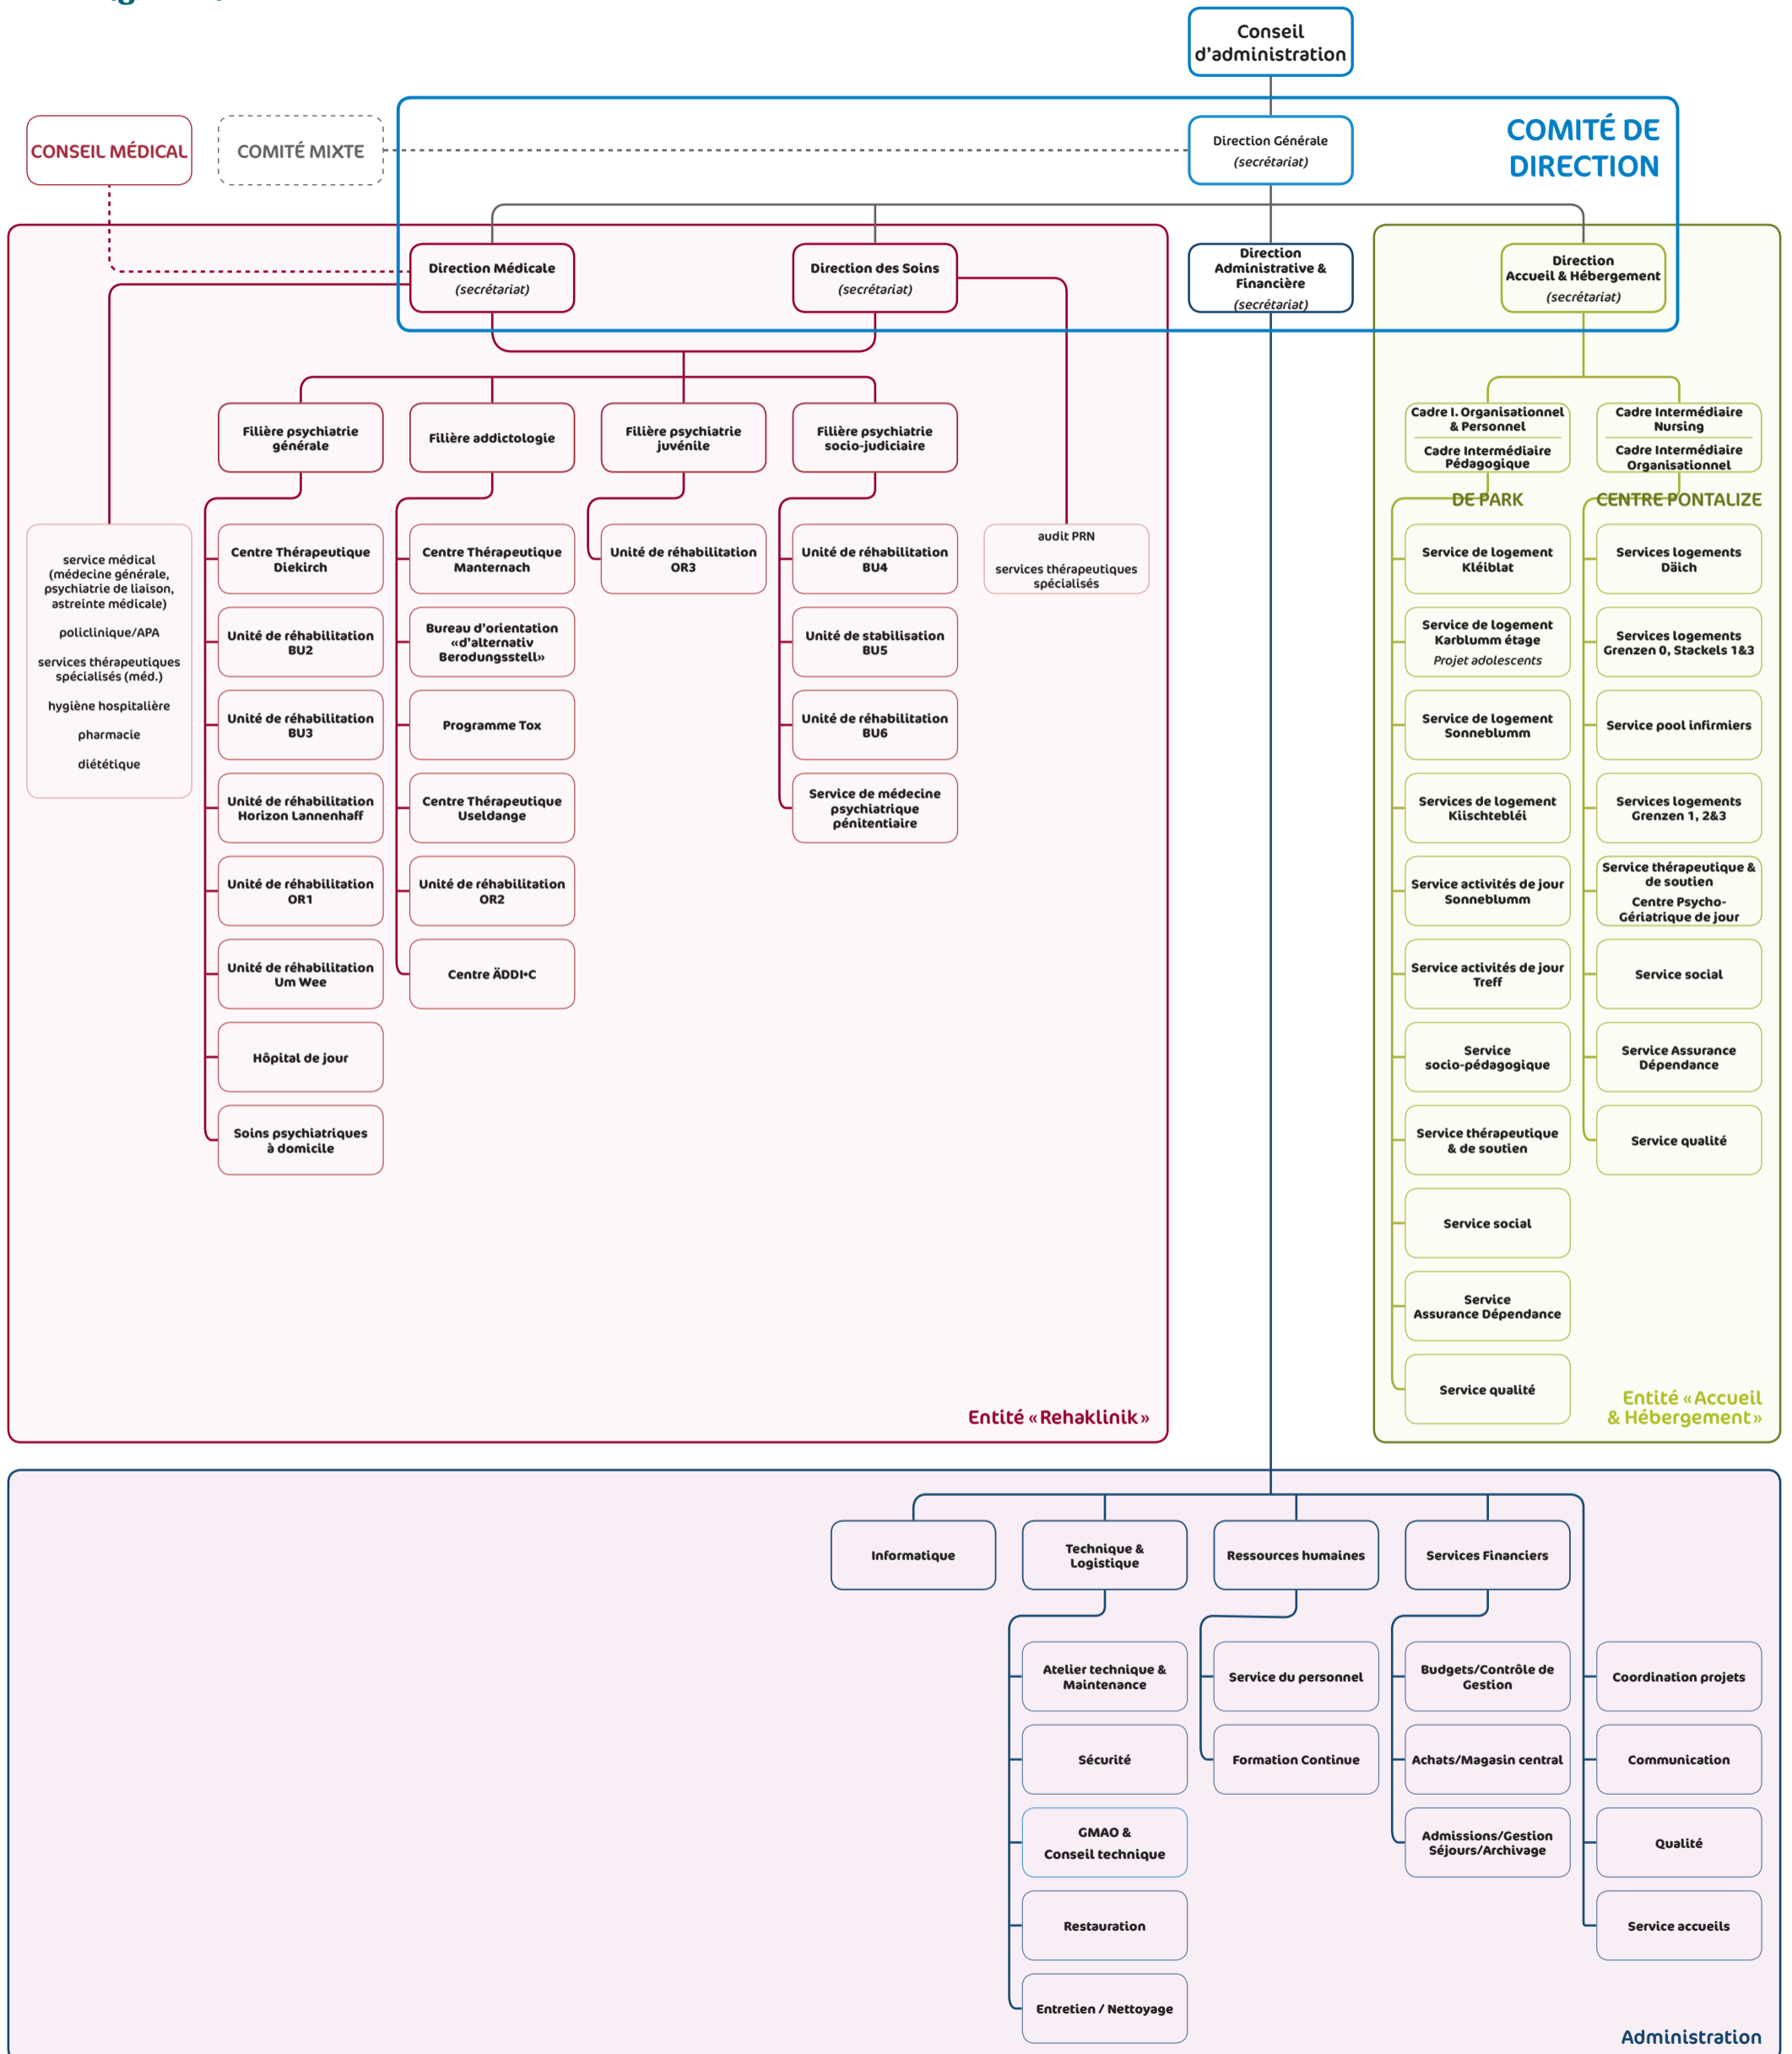 Conseil
d'administration
COMITÉ DE
DIRECTION
CONSEIL MÉDICAL
COMITÉ MIXTE
Direction Générale
(secrétariat)
Direction Médicale
(secrétariat)
Direction des Soins
(secrétariat)
Direction
Administrative &
Financière
(secrétariat)
Direction
Accueil & Hébergement
(secrétariat)
Filière psychiatrie
générale
Filière addictologie
Filière psychiatrie
juvénile
Filière psychiatrie
socio-judiciaire
Cadre I. Organisationnel
& Personnel
Cadre Intermédiaire
Pédagogique
Cadre Intermédiaire
Nursing
Cadre Intermédiaire
Organisationnel
DE PARK
CENTRE PONTALIZE
service médical
(médecine générale,
psychiatrie de liaison,
astreinte médicale)
policlinique/APA
services thérapeutiques
spécialisés (méd.)
hygiène hospitalière
pharmacie
diététique
Centre Thérapeutique
Diekirch
Unité de réhabilitation
BU2
Unité de réhabilitation
BU3
Unité de réhabilitation
Horizon Lannenhaff
Unité de réhabilitation
OR1
Unité de réhabilitation
Um Wee
Hôpital de jour
Soins psychiatriques
à domicile
Centre Thérapeutique
Manternach
Bureau d'orientation
«d'alternativ
Berodungsstell»
Programme Tox
Centre Thérapeutique
Useldange
Unité de réhabilitation
OR2
Centre ÄDDI•C
Unité de réhabilitation
OR3
Unité de réhabilitation
BU4
Unité de stabilisation
BU5
Unité de réhabilitation
BU6
Service de médecine
psychiatrique
pénitentiaire
audit PRN
services thérapeutiques
spécialisés
Service de logement
Kléiblat
Service de logement
Karblumm étage
Projet adolescents
Service de logement
Sonneblumm
Services de logement
Kiischtebléi
Service activités de jour
Sonneblumm
Service activités de jour
Treff
Service
socio-pédagogique
Service thérapeutique
& de soutien
Service social
Service
Assurance Dépendance
Service qualité
Services logements
Däich
Services logements
Grenzen 0, Stackels 1&3
Service pool infirmiers
Services logements
Grenzen 1, 2&3
Service thérapeutique &
de soutien
Centre Psycho-
Gériatrique de jour
Service social
Service Assurance
Dépendance
Service qualité
Entité « Rehaklinik »
Entité « Accueil
& Hébergement »
Informatique
Technique &
Logistique
Ressources humaines
Services Financiers
Atelier technique &
Maintenance
Sécurité
GMAO &
Conseil technique
Restauration
Entretien / Nettoyage
Service du personnel
Formation Continue
Budgets/Contrôle de
Gestion
Achats/Magasin central
Admissions/Gestion
Séjours/Archivage
Coordination projets
Communication
Qualité
Service accueils
Administration